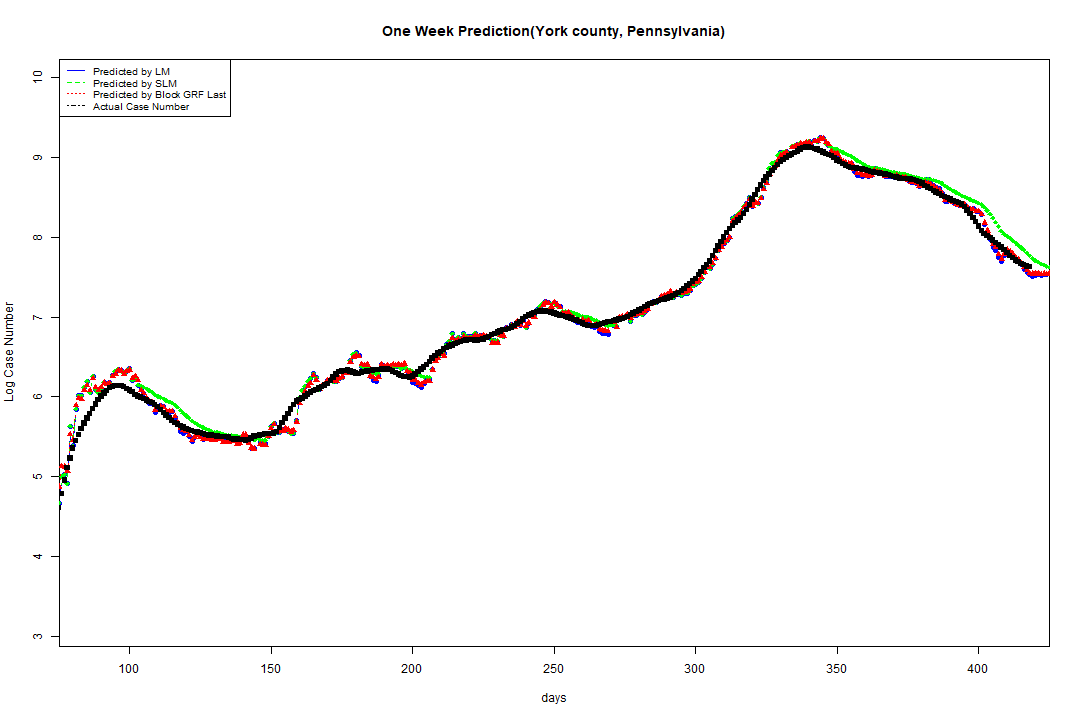 One Week Prediction(York county, Pennsylvania)
Predicted by LM
Predicted by SLM
Predicted by Block GRF Last
Actual Case Number
Log Case Number
10
9
8
7
6
5
4
3
100 150 200 250 300 350 400
days